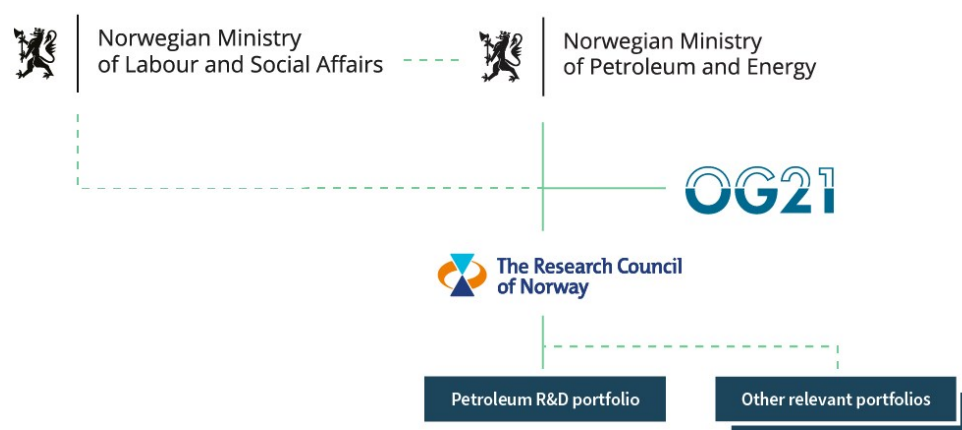 Norwegian Ministry
of Labour and Social Affairs
Norwegian Ministry
of Petroleum and Energy
OG21
The Research Council
of Norway
Petroleum R&D portfolio
Other relevant portfolios